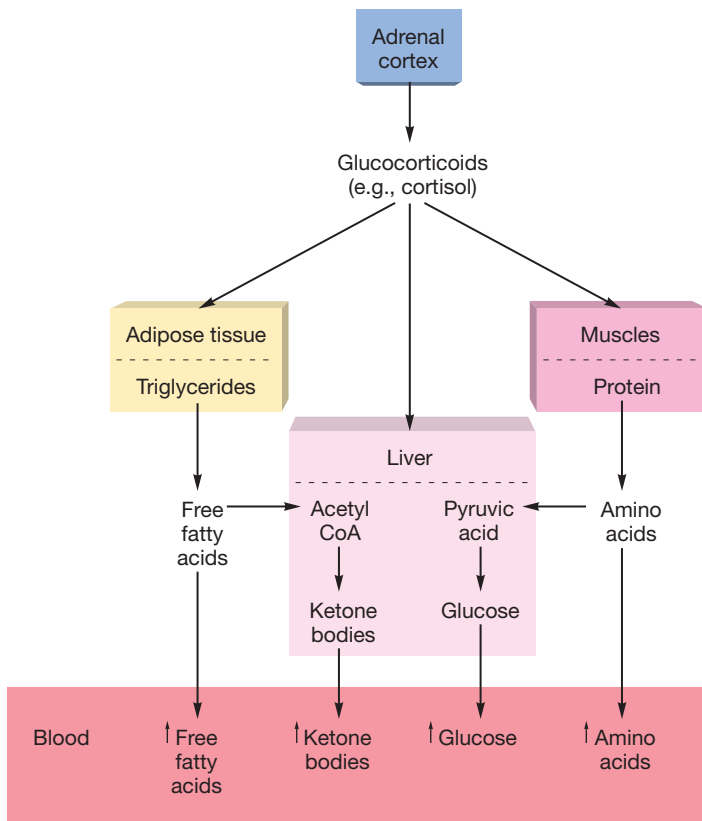 Adrenal
cortex
Glucocorticoids
(e.g., cortisol)
Adipose tissue
Triglycerides
Muscles
Protein
Liver
Free
fatty
acids
Acetyl
CoA
Pyruvic
acid
Amino
acids
Ketone
bodies
Glucose
Blood
↑Free
fatty
acids
↑Ketone
bodies
↑Glucose
↑Amino
acids